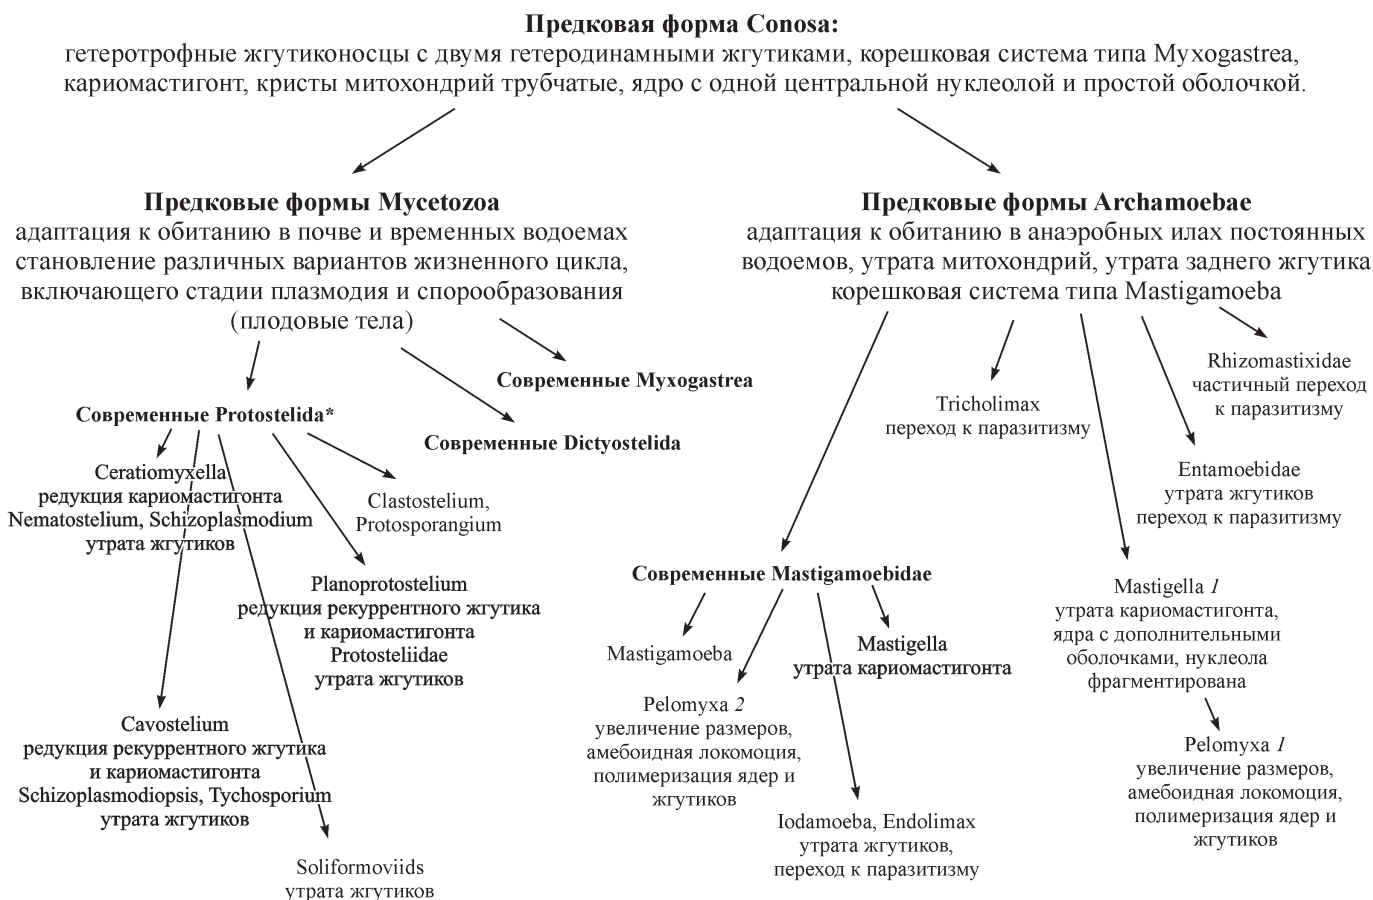 Предковая форма Conosa:
гетеротрофные жгутиконосцы с двумя гетеродинамными жгутиками, корешковая система типа Myxogastrea,
кариомастигонт, кристы митохондрий трубчатые, ядро с одной центральной нуклеолой и простой оболочкой.
Предковые формы Mycetozoa
адаптация к обитанию в почве и временных водоемах
становление различных вариантов жизненного цикла,
включающего стадии плазмодия и спорообразования
(плодовые тела)
Предковые формы Archamoebae
адаптация к обитанию в анаэробных илах постоянных
водоемов, утрата митохондрий, утрата заднего жгутика
корешковая система типа Mastigamoeba
Современные Myxogastrea
Современные Protostelida*
Современные Dictyostelida
Ceratiomyxella
редукция кариомастигонта
Nematostelium, Schizoplasmodium
утрата жгутиков
Clastostelium,
Protosporangium
Planoprotostelium
редукция рекуррентного жгутика
и кариомастигонта
Protosteliidae
утрата жгутиков
Cavostelium
редукция рекуррентного жгутика
и кариомастигонта
Schizoplasmodiopsis, Tychosporium
утрата жгутиков
Soliformoviids
утрата жгутиков
Rhizomastixidae
частичный переход
к паразитизму
Tricholimax
переход к паразитизму
Entamoebidae
утрата жгутиков
переход к паразитизму
Современные Mastigamoebidae
Mastigamoeba
Mastigella
утрата кариомастигонта
Pelomyxa 2
увеличение размеров,
амебоидная локомоция,
полимеризация ядер и
жгутиков
Iodamoeba, Endolimax
утрата жгутиков,
переход к паразитизму
Mastigella 1
утрата кариомастигонта,
ядра с дополнительными
оболочками, нуклеола
фрагментирована
Pelomyxa 1
увеличение размеров,
амебоидная локомоция,
полимеризация ядер и
жгутиков